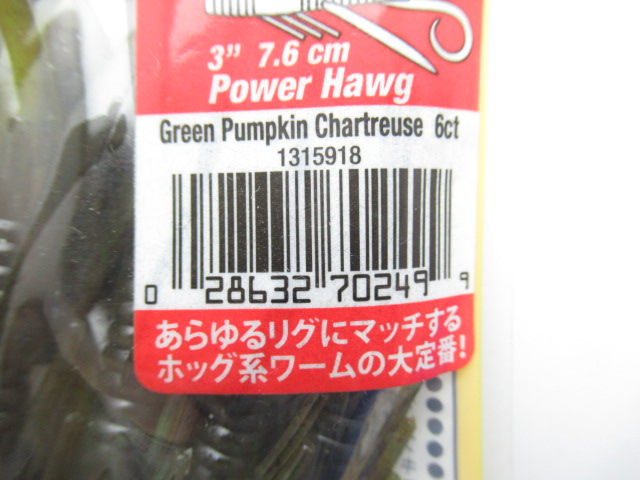 3" 7.6 cm
Power Hawg
Green Pumpkin Chartreuse 6ct
1315918
0 28632 70249 9
あらゆるリグにマッチする
ホッグ系ワームの大定番!